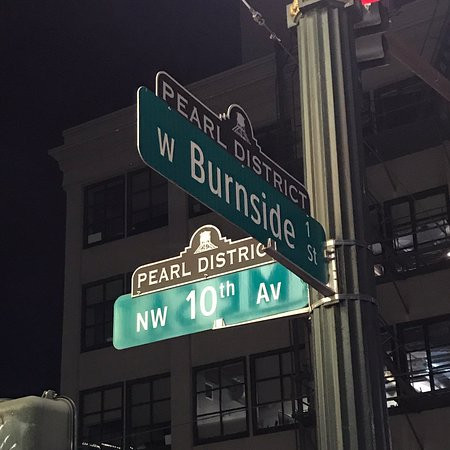 PEARL DISTRICT
W Burnside St
1
PEARL DISTRICT
NW 10th Av